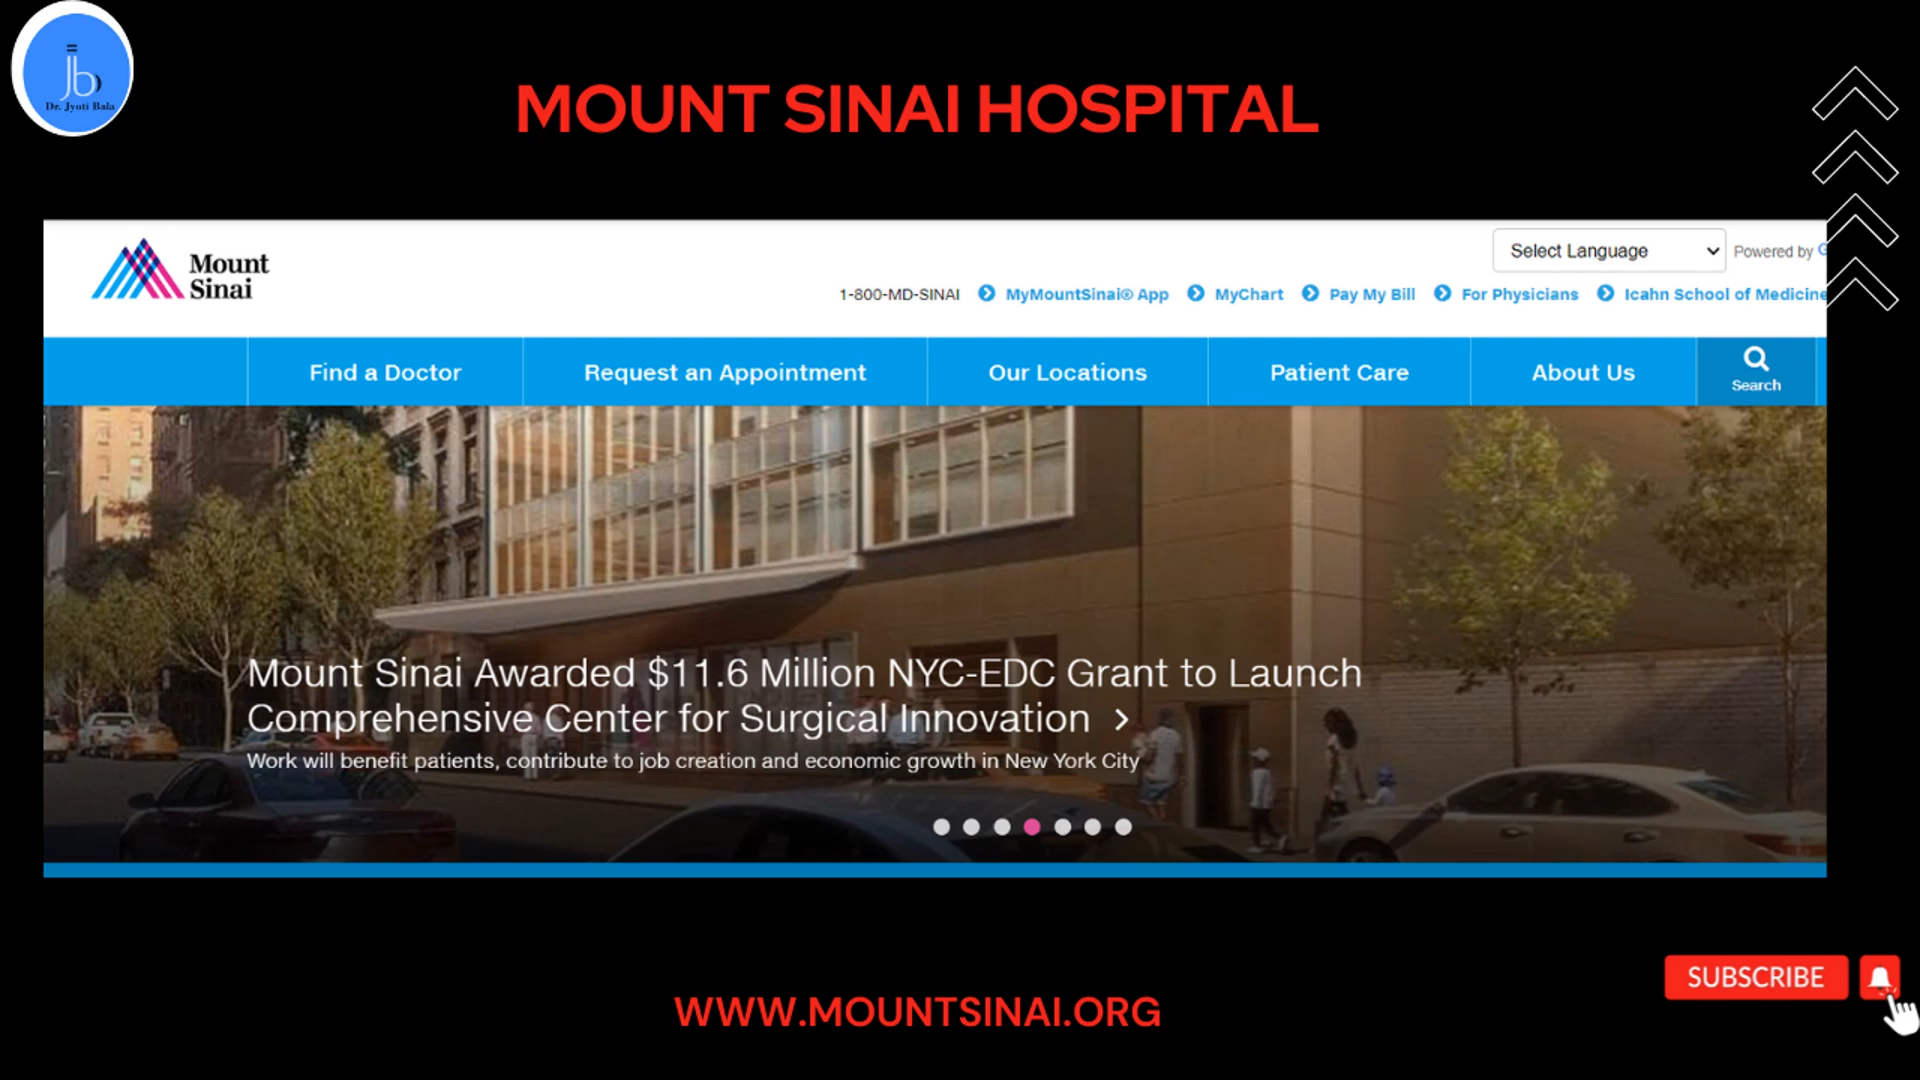 jb
Dr. Jyoti Bala
MOUNT SINAI HOSPITAL
Mount
Sinai
Select Language
Powered by
1-800-MD-SINAI MyMountSinai® App MyChart Pay My Bill For Physicians Icahn School of Medicine
Find a Doctor Request an Appointment Our Locations Patient Care About Us Search
Mount Sinai Awarded $11.6 Million NYC-EDC Grant to Launch
Comprehensive Center for Surgical Innovation >
Work will benefit patients, contribute to job creation and economic growth in New York City
SUBSCRIBE
WWW.MOUNTSINAI.ORG